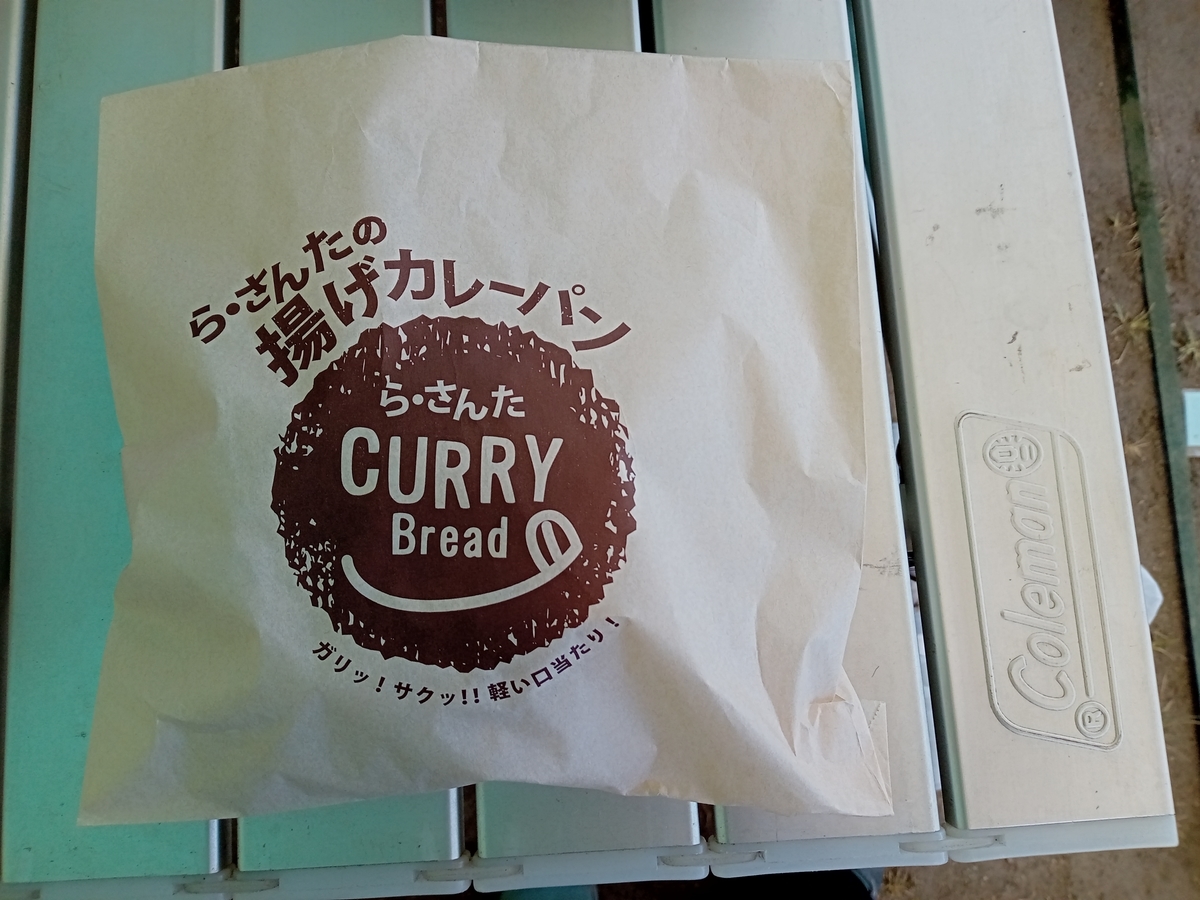 ら・さんたの
揚げカレーパン
ら・さんた
CURRY
Bread
ガリッ！サクッ!! 軽い口当たり！
Coleman®